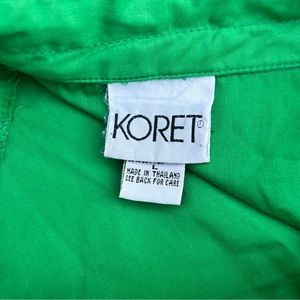 KORET®
L
MADE IN THAILAND
SEE BACK FOR CARE